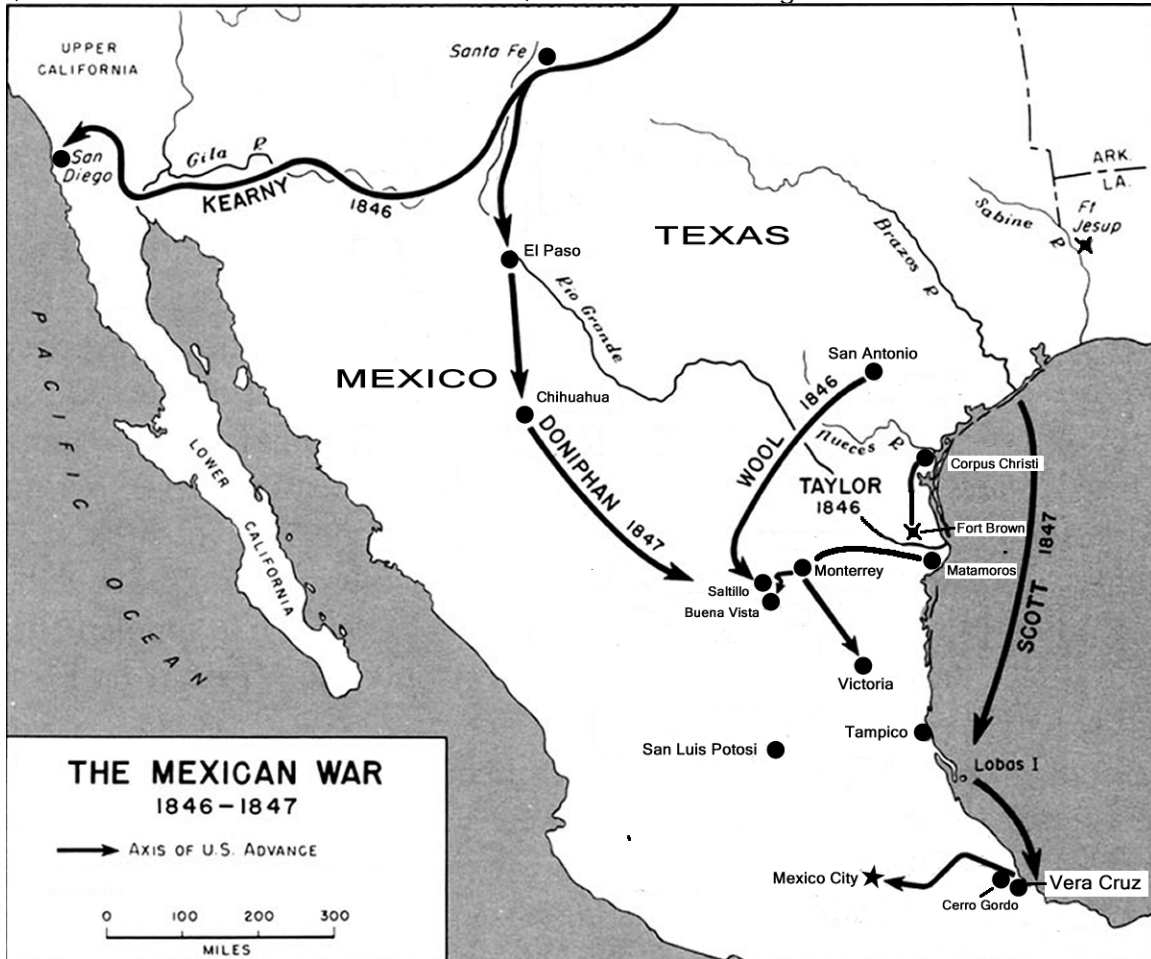 UPPER
CALIFORNIA
Santa Fe
San
Diego
Gila R.
KEARNY
1846
ARK.
LA.
Sabine R.
Ft
Jesup
TEXAS
Brazos R.
El Paso
Rio Grande
PACIFIC OCEAN
MEXICO
San Antonio
1846
WOOL
Chihuahua
DONIPHAN 1847
LOWER
CALIFORNIA
Nueces R.
Corpus Christi
TAYLOR
1846
Fort Brown
SCOTT 1847
Monterrey
Matamoros
Saltillo
Buena Vista
Victoria
Tampico
San Luis Potosi
Lobas I
Mexico City
Vera Cruz
Cerro Gordo
THE MEXICAN WAR
1846-1847
AXIS OF U.S. ADVANCE
0 100 200 300
MILES